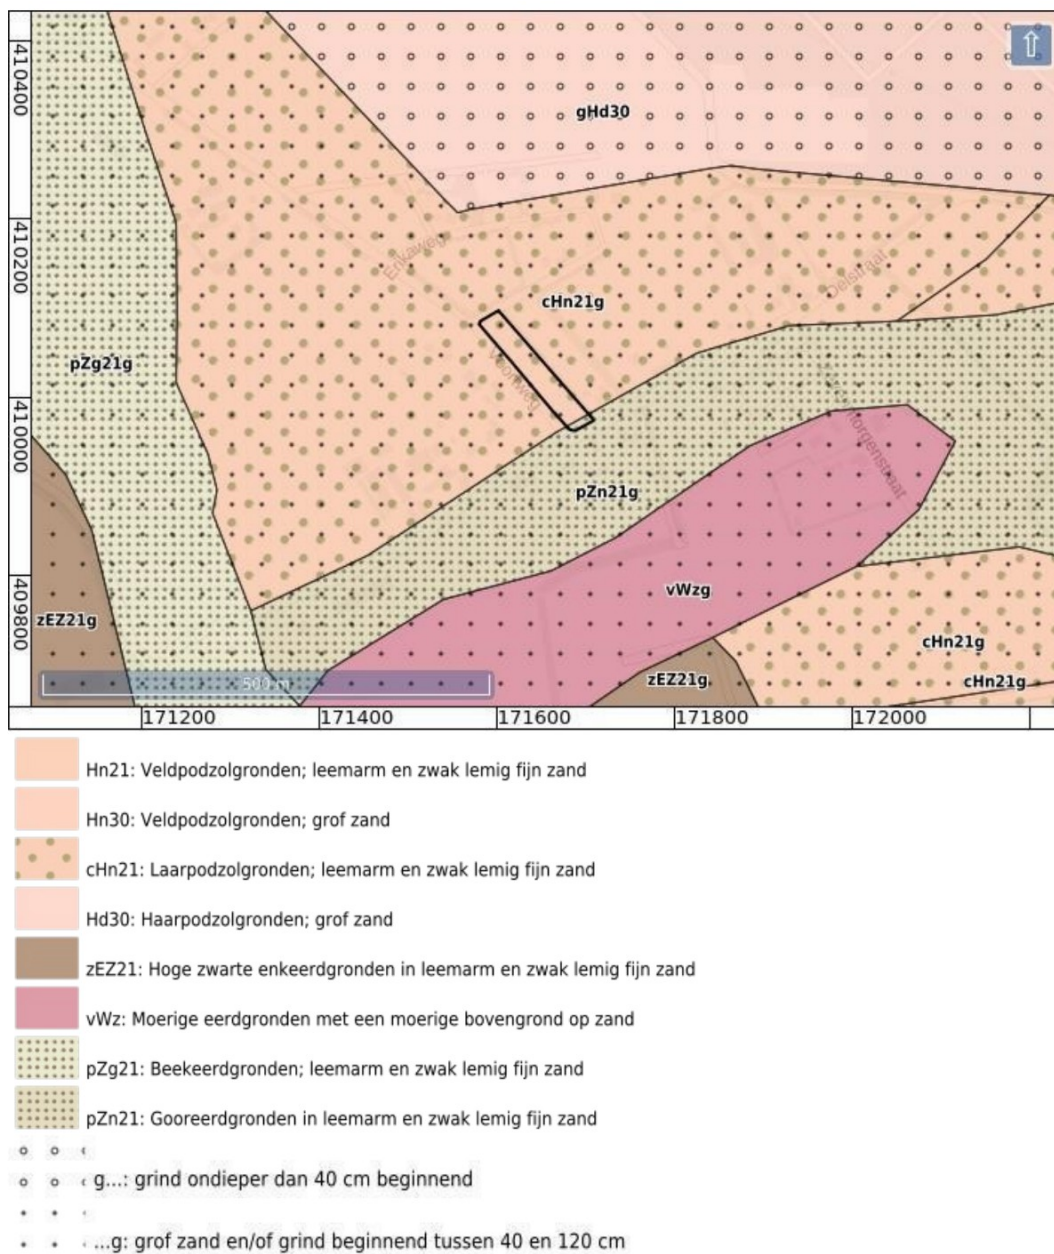 410400
gHd30
410200
Erikaweg
Delstraat
cHn21g
pZg21g
Voortweg
410000
morgenstraat
pZn21g
vWzg
409800
zEZ21g
cHn21g
zEZ21g
cHn21g
500 m
171200 171400 171600 171800 172000
Hn21: Veldpodzolgronden; leemarm en zwak lemig fijn zand
Hn30: Veldpodzolgronden; grof zand
cHn21: Laarpodzolgronden; leemarm en zwak lemig fijn zand
Hd30: Haarpodzolgronden; grof zand
zEZ21: Hoge zwarte enkeerdgronden in leemarm en zwak lemig fijn zand
vWz: Moerige eerdgronden met een moerige bovengrond op zand
pZg21: Beekeerdgronden; leemarm en zwak lemig fijn zand
pZn21: Gooreerdgronden in leemarm en zwak lemig fijn zand
g...: grind ondieper dan 40 cm beginnend
...g: grof zand en/of grind beginnend tussen 40 en 120 cm